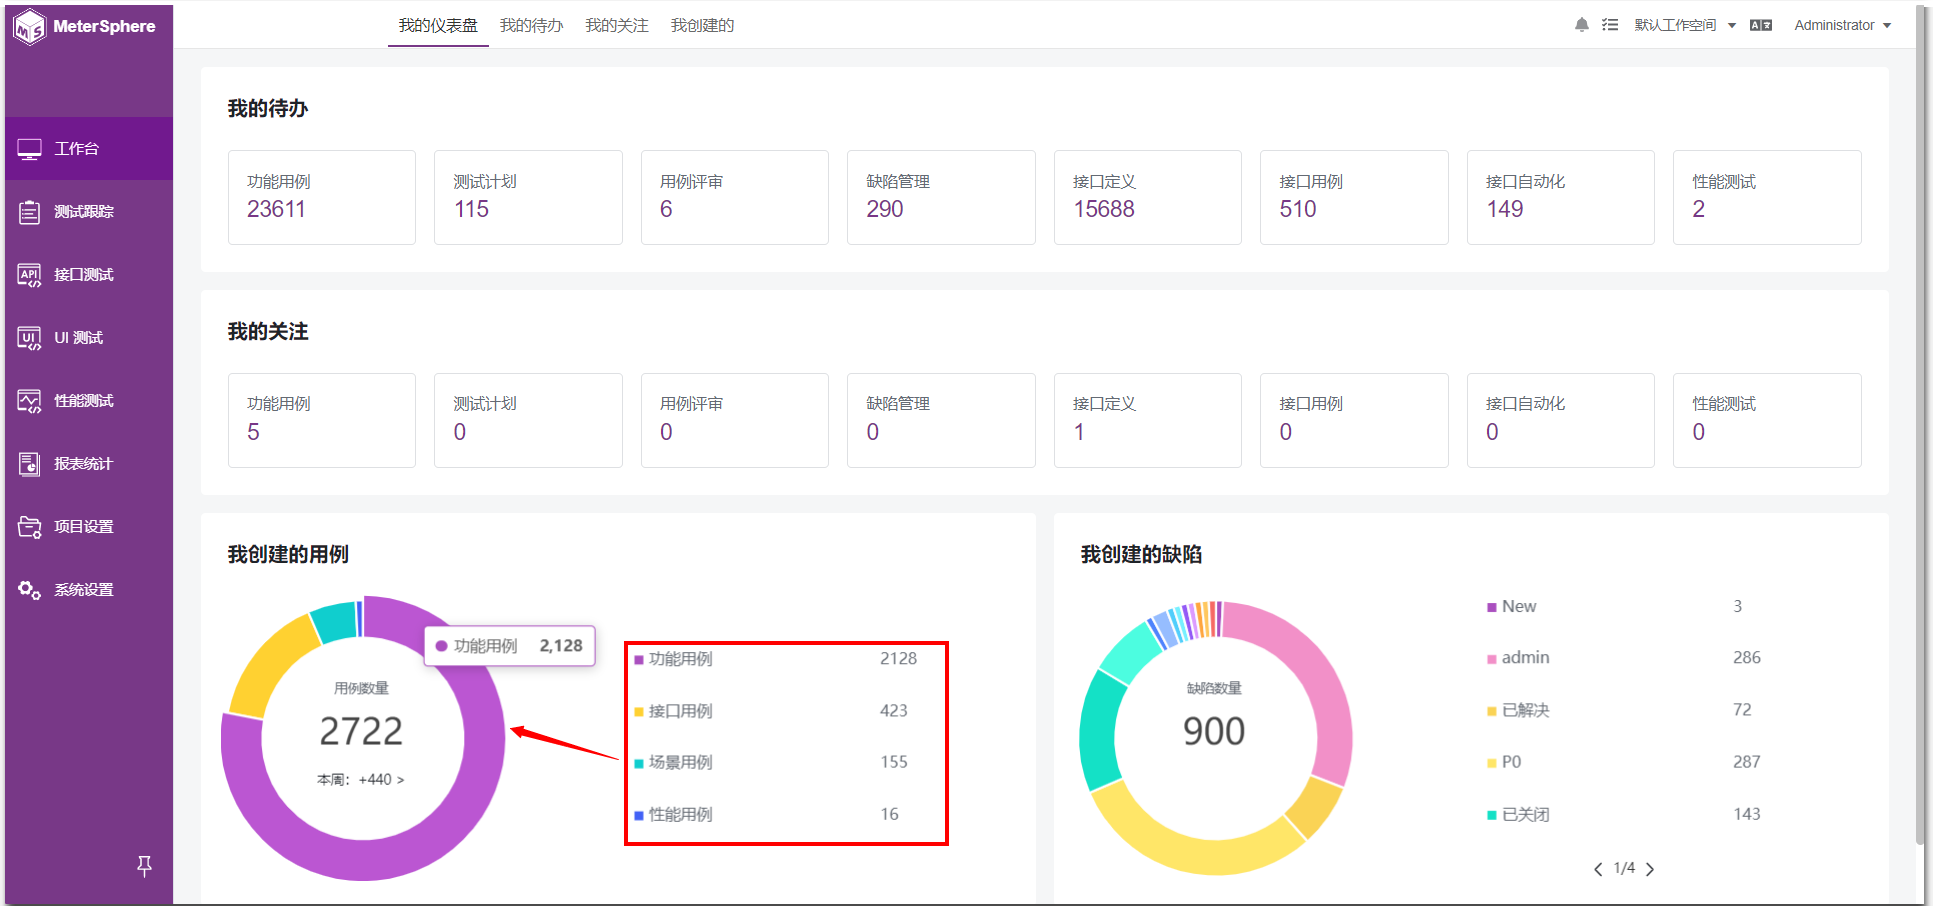 MeterSphere
我的仪表盘 我的待办 我的关注 我创建的
默认工作空间 Administrator
工作台
测试跟踪
接口测试
UI 测试
性能测试
报表统计
项目设置
系统设置
我的待办
功能用例 测试计划 用例评审 缺陷管理 接口定义 接口用例 接口自动化 性能测试
23611 115 6 290 15688 510 149 2
我的关注
功能用例 测试计划 用例评审 缺陷管理 接口定义 接口用例 接口自动化 性能测试
5 0 0 0 1 0 0 0
我创建的用例
功能用例 2,128
用例数量
2722
本周：+440 >
功能用例 2128
接口用例 423
场景用例 155
性能用例 16
我创建的缺陷
缺陷数量
900
New 3
admin 286
已解决 72
P0 287
已关闭 143
1/4